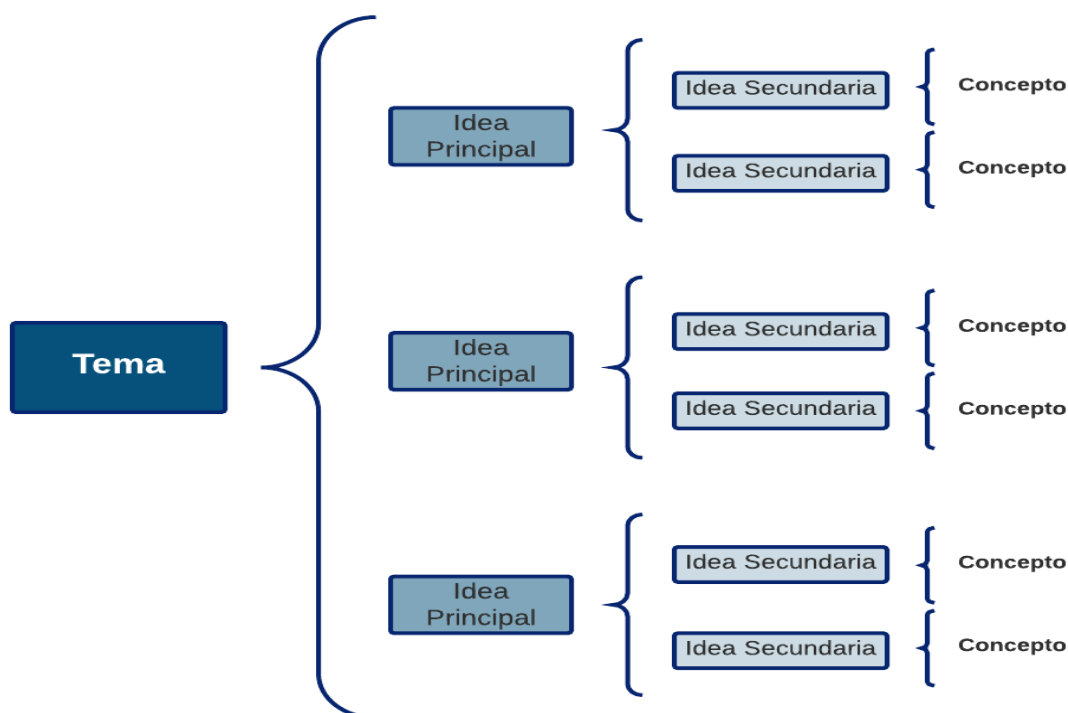 Tema
Idea
Principal
Idea Secundaria
Concepto
Idea Secundaria
Concepto
Idea
Principal
Idea Secundaria
Concepto
Idea Secundaria
Concepto
Idea
Principal
Idea Secundaria
Concepto
Idea Secundaria
Concepto